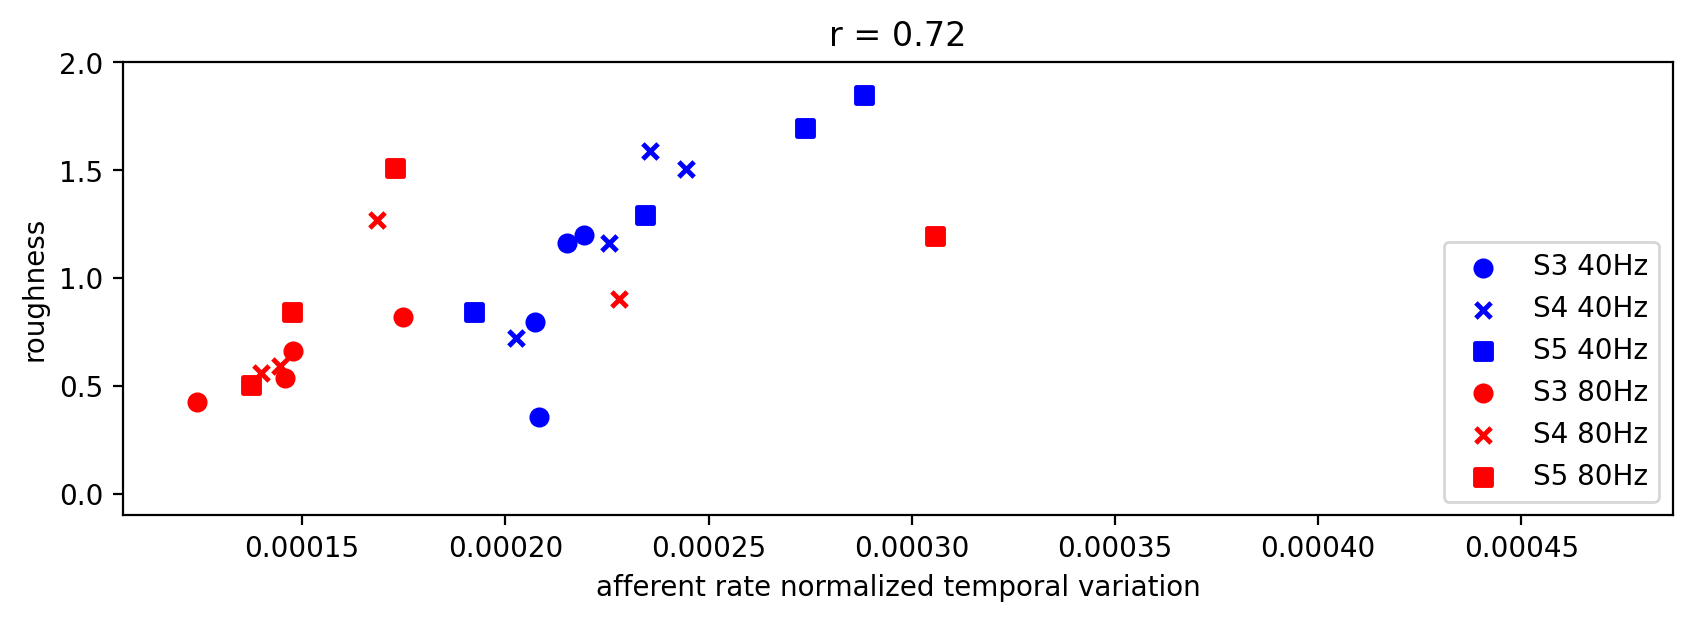 r = 0.72
2.0
1.5
1.0
0.5
0.0
roughness
S3 40Hz
S4 40Hz
S5 40Hz
S3 80Hz
S4 80Hz
S5 80Hz
0.00015 0.00020 0.00025 0.00030 0.00035 0.00040 0.00045
afferent rate normalized temporal variation